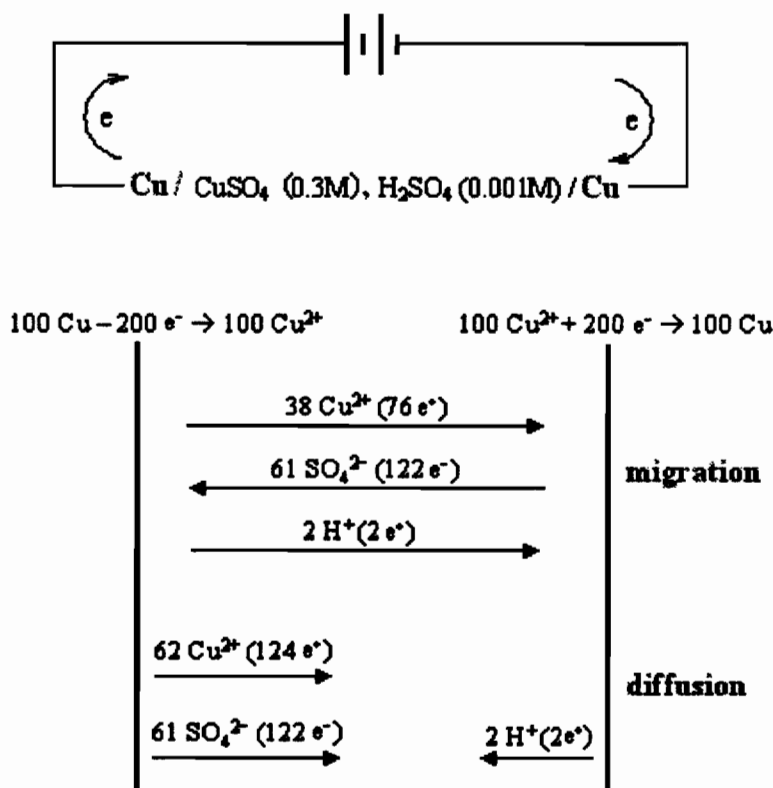 e e
Cu / CuSO₄ (0.3M), H₂SO₄ (0.001M) / Cu
100 Cu – 200 e⁻ → 100 Cu²⁺ 100 Cu²⁺ + 200 e⁻ → 100 Cu
38 Cu²⁺ (76 e⁺)
61 SO₄²⁻ (122 e⁻)
migration
2 H⁺ (2 e⁺)
62 Cu²⁺ (124 e⁺)
diffusion
61 SO₄²⁻ (122 e⁻) 2 H⁺ (2e⁺)